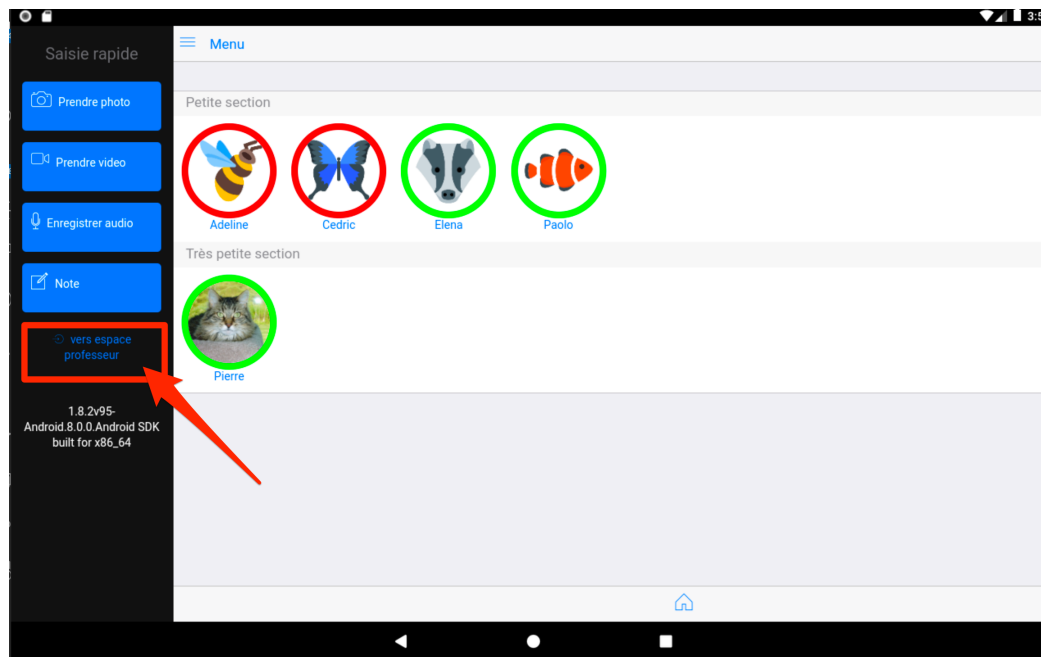 3:5
Saisie rapide
Menu
Prendre photo
Petite section
Prendre video
Enregistrer audio
Adeline Cedric Elena Paolo
Très petite section
Note
vers espace
professeur
Pierre
1.8.2v95-
Android.8.0.0.Android SDK
built for x86_64